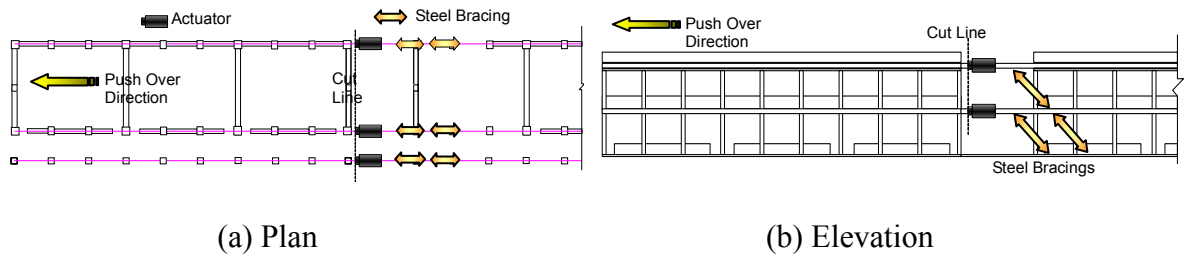 Actuator
Steel Bracing
Push Over
Direction
Cut
Line
(a) Plan
Push Over
Direction
Cut Line
Steel Bracings
(b) Elevation